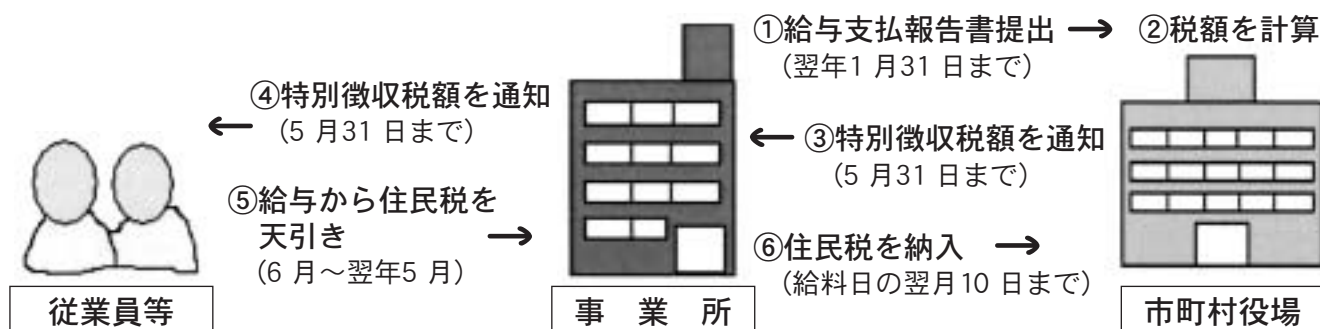 ①給与支払報告書提出 → ②税額を計算
(翌年1月31日まで)
④特別徴収税額を通知
← (5月31日まで)
← ③特別徴収税額を通知
(5月31日まで)
⑤給与から住民税を
天引き →
(6月〜翌年5月)
⑥住民税を納入 →
(給料日の翌月10日まで)
従業員等
事業所
市町村役場